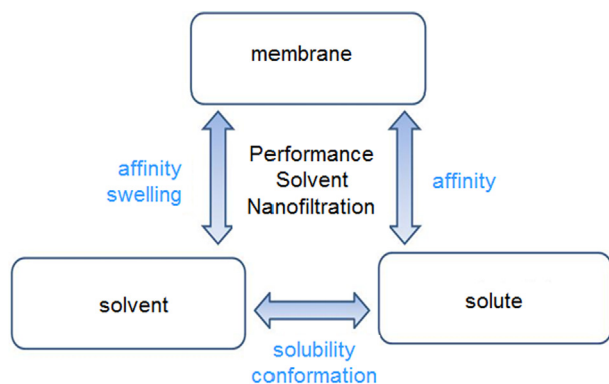 membrane
affinity
swelling
Performance
Solvent
Nanofiltration
affinity
solvent
solute
solubility
conformation